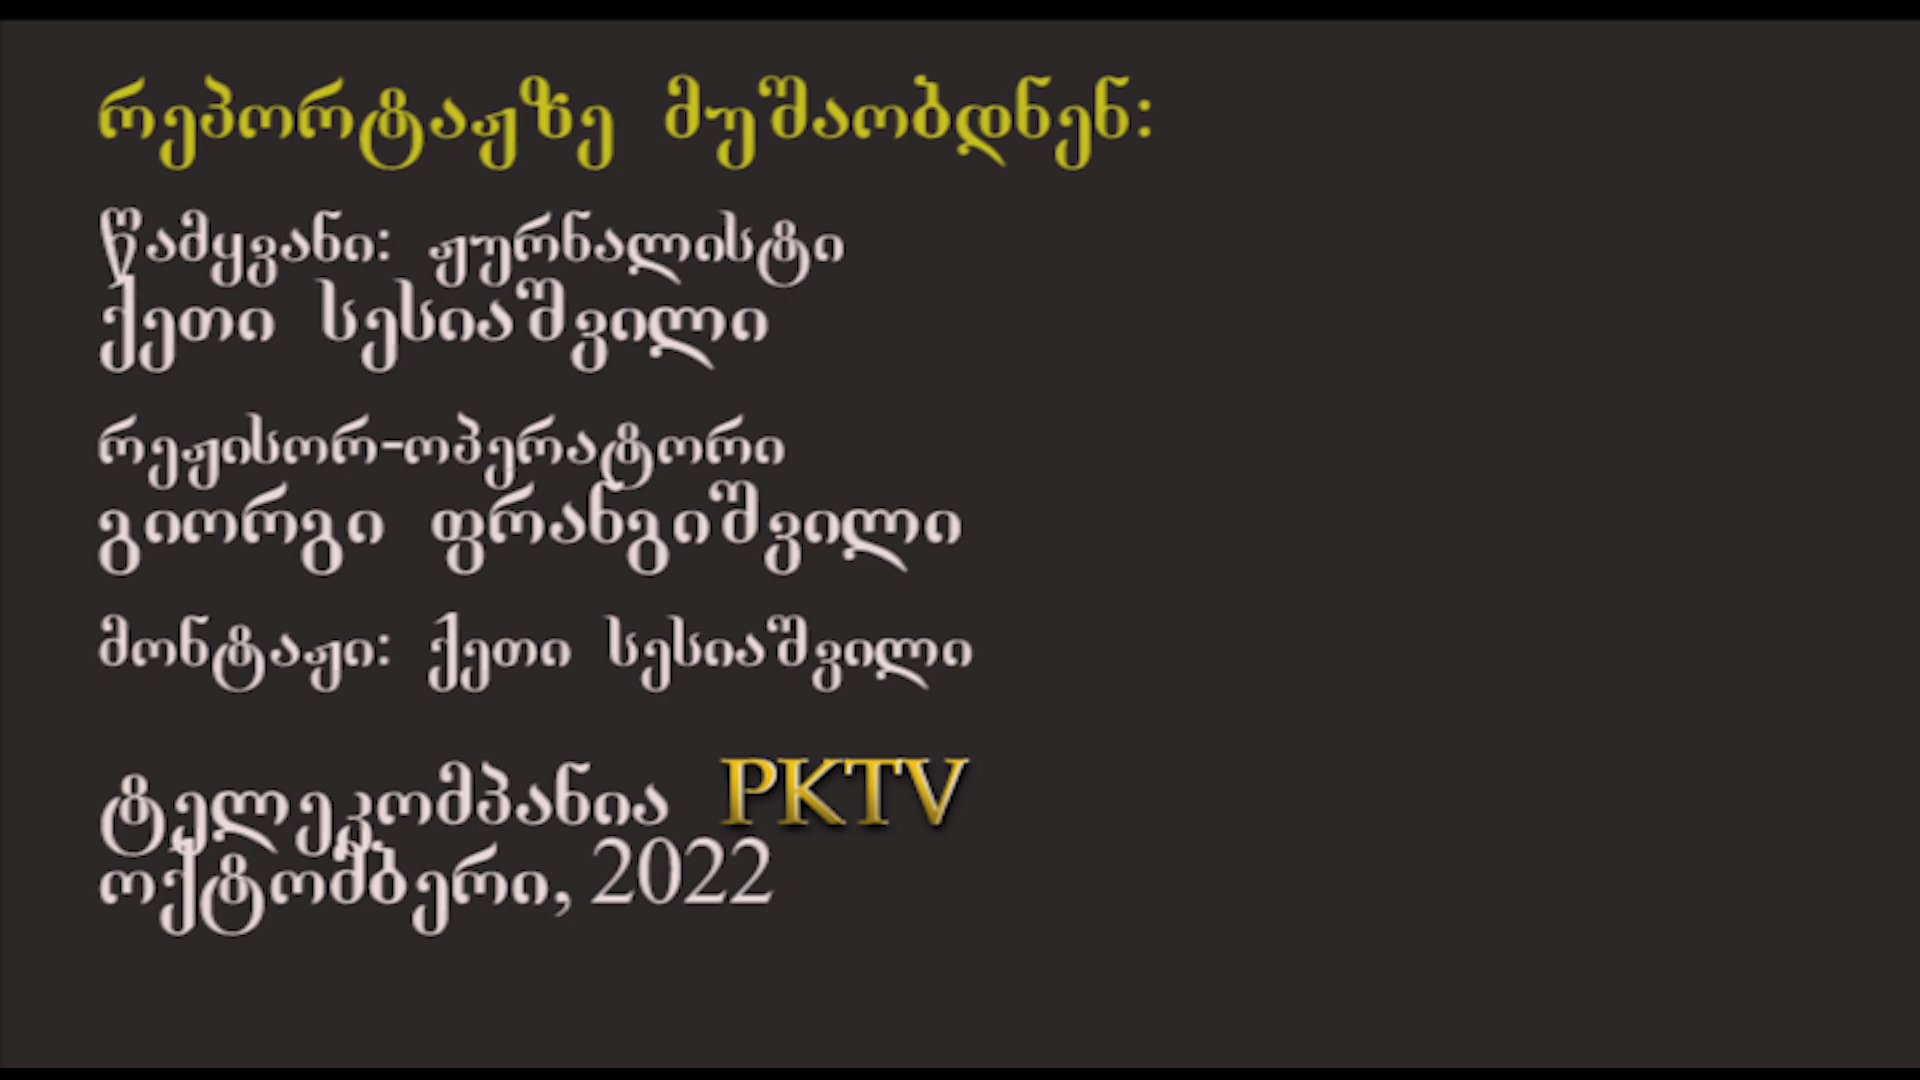 რეპორტაჟზე მუშაობდნენ:
წამყვანი: ჟურნალისტი
ქეთი სესიაშვილი
რეჟისორ-ოპერატორი
გიორგი ფრანგიშვილი
მონტაჟი: ქეთი სესიაშვილი
ტელეკომპანია PKTV
ოქტომბერი, 2022